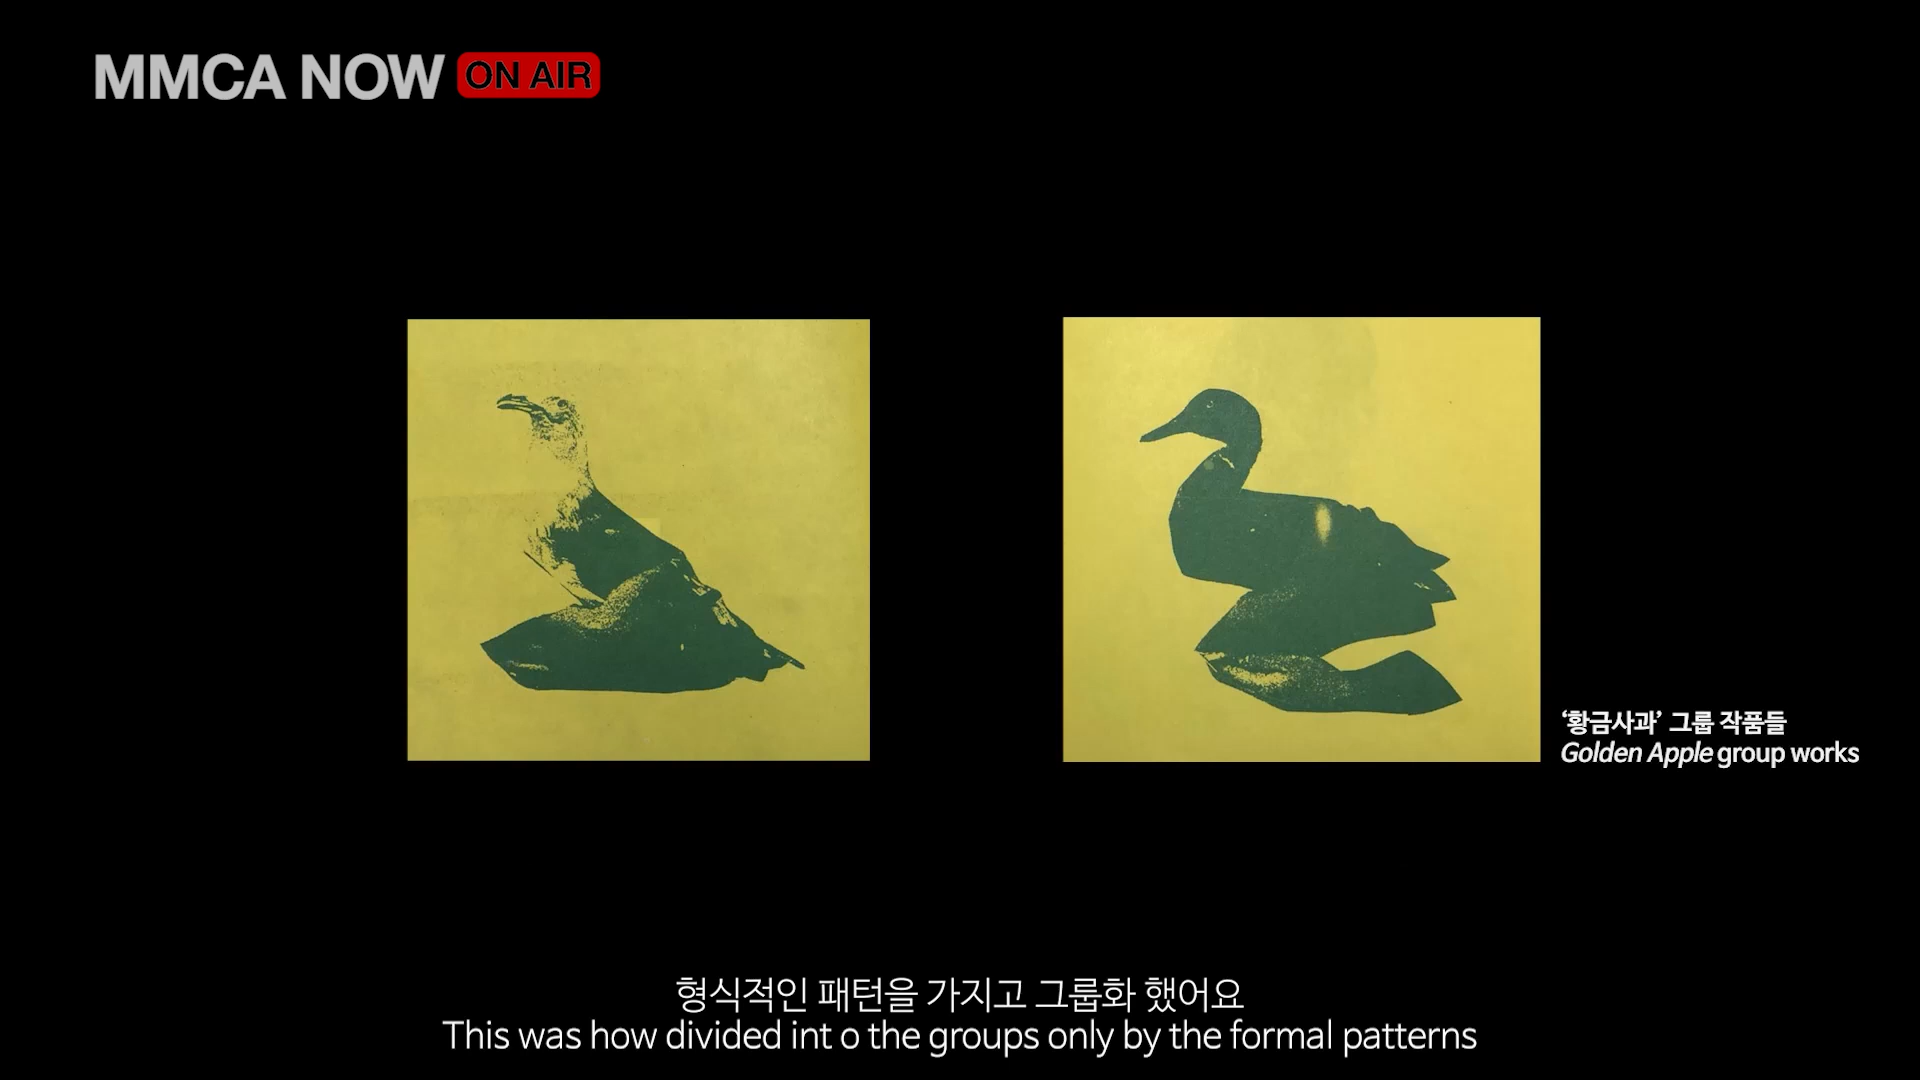 MMCA NOW ON AIR
‘황금사과’ 그룹 작품들
Golden Apple group works
형식적인 패턴을 가지고 그룹화 했어요
This was how divided int o the groups only by the formal patterns